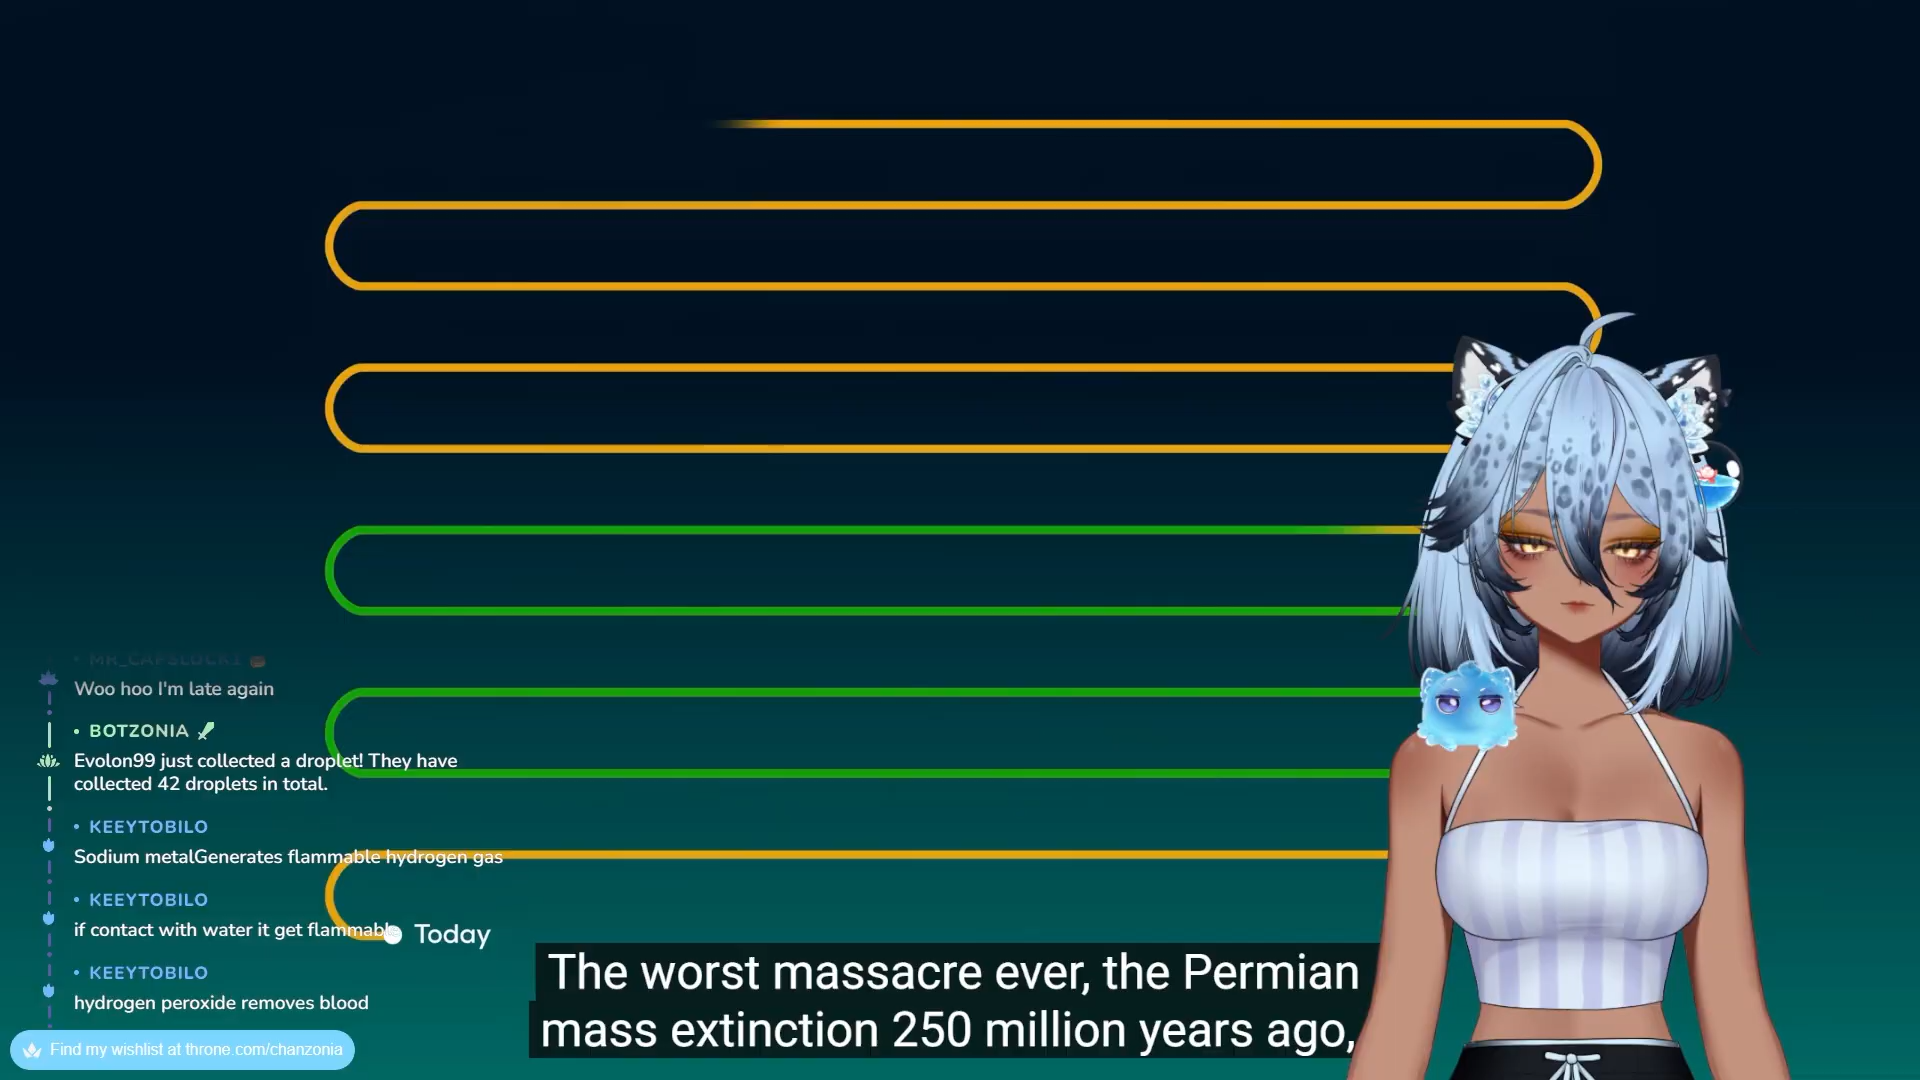 MR_CAPSLOCK1
Woo hoo I'm late again
• BOTZONIA
Evolon99 just collected a droplet! They have
collected 42 droplets in total.
• KEEYTOBILO
Sodium metalGenerates flammable hydrogen gas
• KEEYTOBILO
if contact with water it get flammable
• KEEYTOBILO
hydrogen peroxide removes blood
Find my wishlist at throne.com/chanzonia
Today
The worst massacre ever, the Permian
mass extinction 250 million years ago,